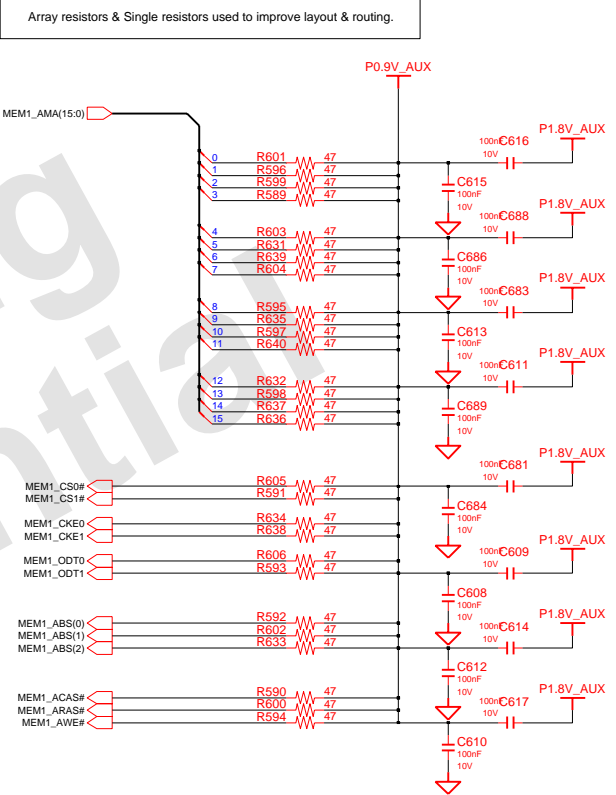 Array resistors & Single resistors used to improve layout & routing.
P0.9V_AUX
MEM1_AMA(15:0)
P1.8V_AUX
100nF C616
10V
0 R601 47
1 R596 47
2 R599 47
3 R589 47
C615
100nF
10V
P1.8V_AUX
100nF C688
10V
4 R603 47
5 R631 47
6 R639 47
7 R604 47
C686
100nF
10V
P1.8V_AUX
100nF C683
10V
8 R595 47
9 R635 47
10 R597 47
11 R640 47
C613
100nF
10V
P1.8V_AUX
100nF C611
10V
12 R632 47
13 R598 47
14 R637 47
15 R636 47
C689
100nF
10V
P1.8V_AUX
100nF C681
10V
MEM1_CS0# R605 47
MEM1_CS1# R591 47
C684
100nF
10V
MEM1_CKE0 R634 47
MEM1_CKE1 R638 47
P1.8V_AUX
100nF C609
10V
MEM1_ODT0 R606 47
MEM1_ODT1 R593 47
C608
100nF
10V
P1.8V_AUX
100nF C614
10V
MEM1_ABS(0) R592 47
MEM1_ABS(1) R602 47
MEM1_ABS(2) R633 47
C612
100nF
10V
P1.8V_AUX
100nF C617
10V
MEM1_ACAS# R590 47
MEM1_ARAS# R600 47
MEM1_AWE# R594 47
C610
100nF
10V